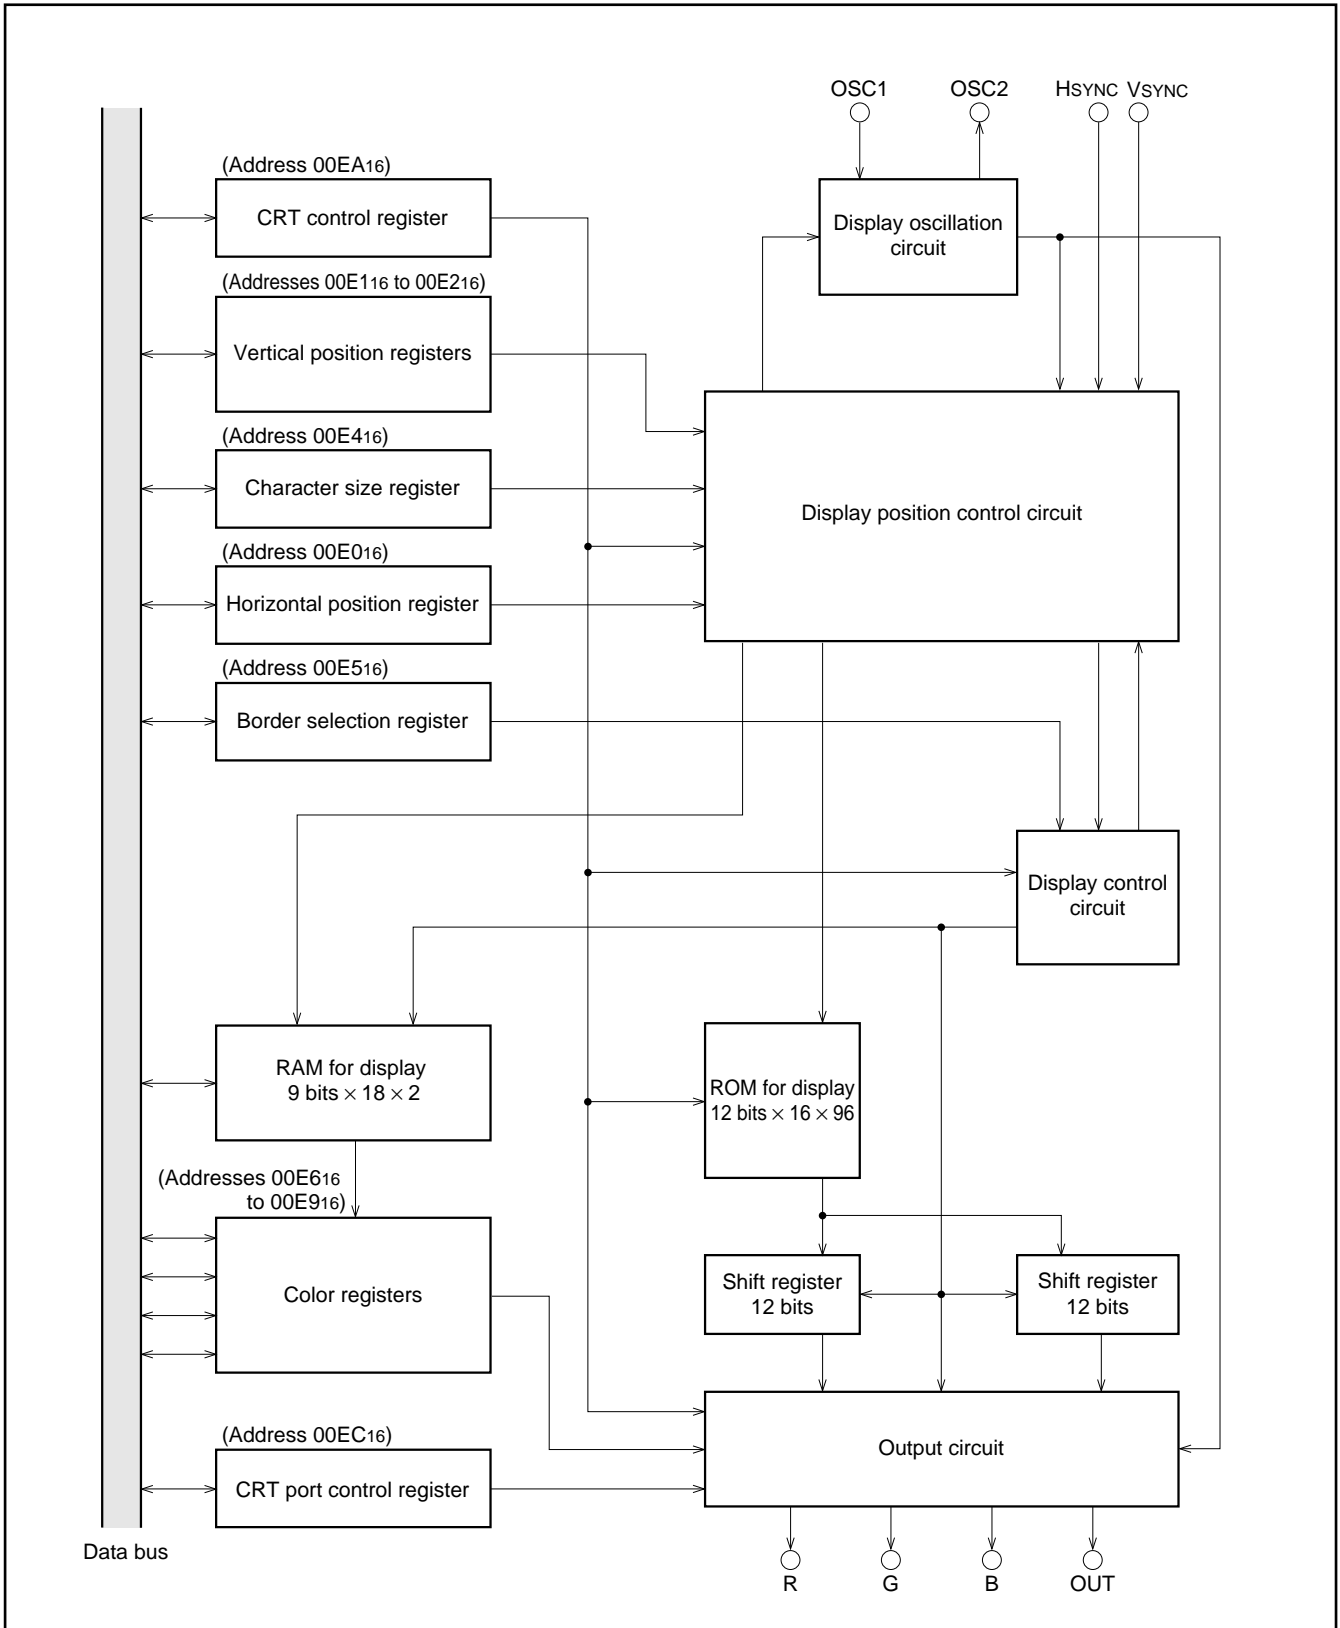 OSC1
OSC2
HSYNC
VSYNC
(Address 00EA16)
CRT control register
Display oscillation
circuit
(Addresses 00E116 to 00E216)
Vertical position registers
(Address 00E416)
Character size register
Display position control circuit
(Address 00E016)
Horizontal position register
(Address 00E516)
Border selection register
Display control
circuit
RAM for display
9 bits × 18 × 2
ROM for display
12 bits × 16 × 96
(Addresses 00E616
to 00E916)
Color registers
Shift register
12 bits
Shift register
12 bits
(Address 00EC16)
CRT port control register
Output circuit
Data bus
R
G
B
OUT